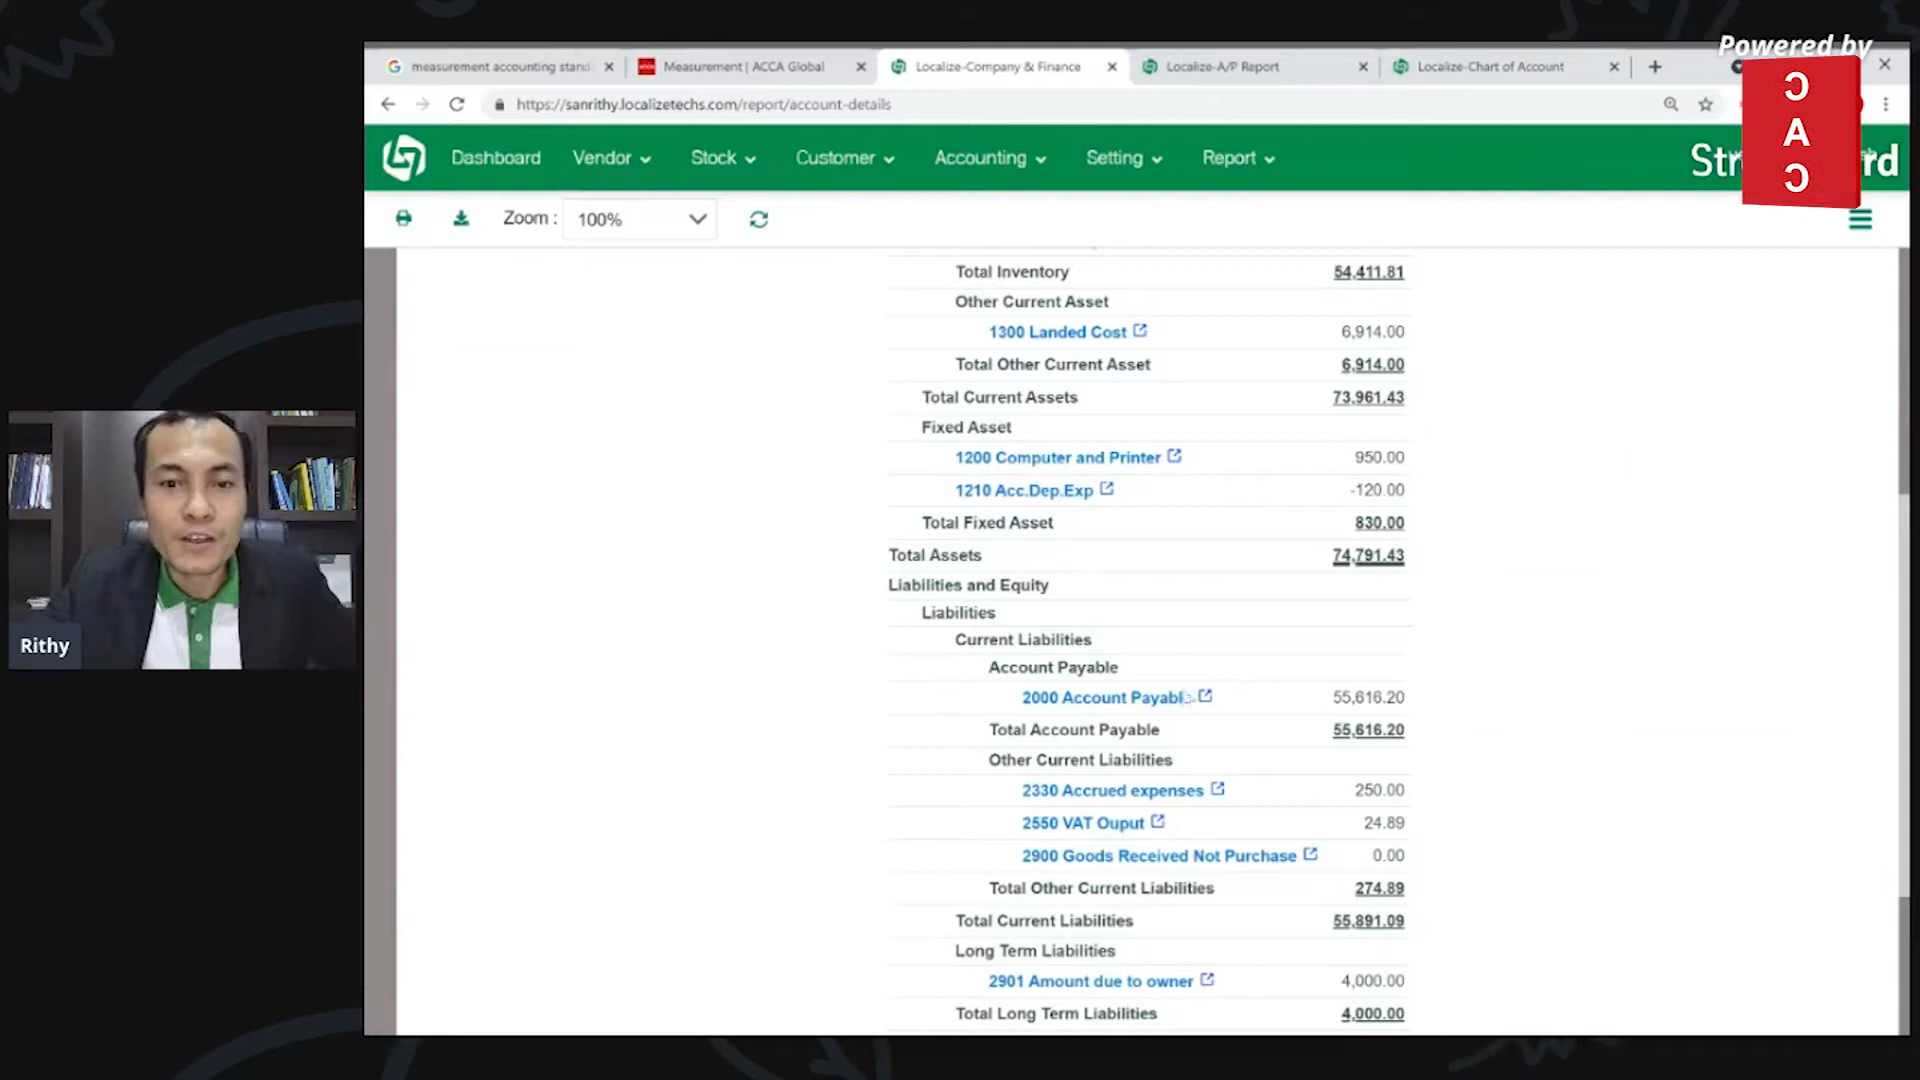 Powered by
CAC
measurement accounting stand
Measurement | ACCA Global
Localize-Company & Finance
Localize-A/P Report
Localize-Chart of Account
https://sanrithy.localizetechs.com/report/account-details
Dashboard
Vendor
Stock
Customer
Accounting
Setting
Report
Str
rd
Zoom :
100%
Total Inventory 54,411.81
Other Current Asset
1300 Landed Cost 6,914.00
Total Other Current Asset 6,914.00
Total Current Assets 73,961.43
Fixed Asset
1200 Computer and Printer 950.00
1210 Acc.Dep.Exp -120.00
Total Fixed Asset 830.00
Total Assets 74,791.43
Liabilities and Equity
Liabilities
Current Liabilities
Account Payable
2000 Account Payable 55,616.20
Total Account Payable 55,616.20
Other Current Liabilities
2330 Accrued expenses 250.00
2550 VAT Ouput 24.89
2900 Goods Received Not Purchase 0.00
Total Other Current Liabilities 274.89
Total Current Liabilities 55,891.09
Long Term Liabilities
2901 Amount due to owner 4,000.00
Total Long Term Liabilities 4,000.00
Rithy